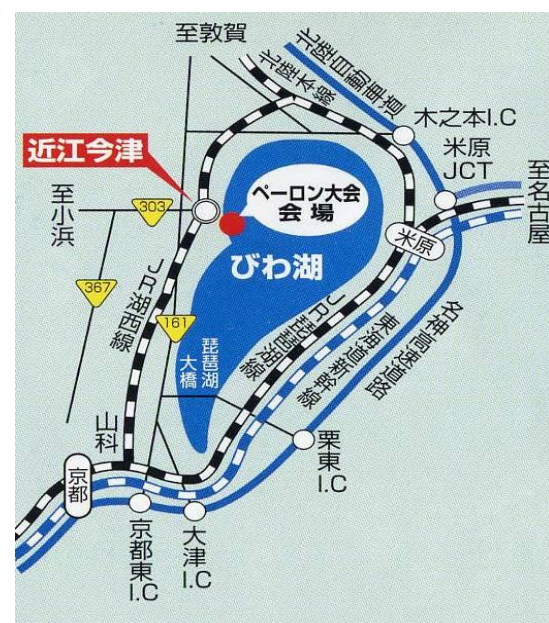 至敦賀
北陸自動車道
北陸本線
木之本I.C
米原
JCT
至名古屋
近江今津
ペーロン大会
会場
至小浜
303
米原
びわ湖
367
JR湖西線
161
JR琵琶湖線
東海道新幹線
名神高速道路
琵琶湖
大橋
山科
栗東
I.C
京都
京都東
I.C
大津
I.C